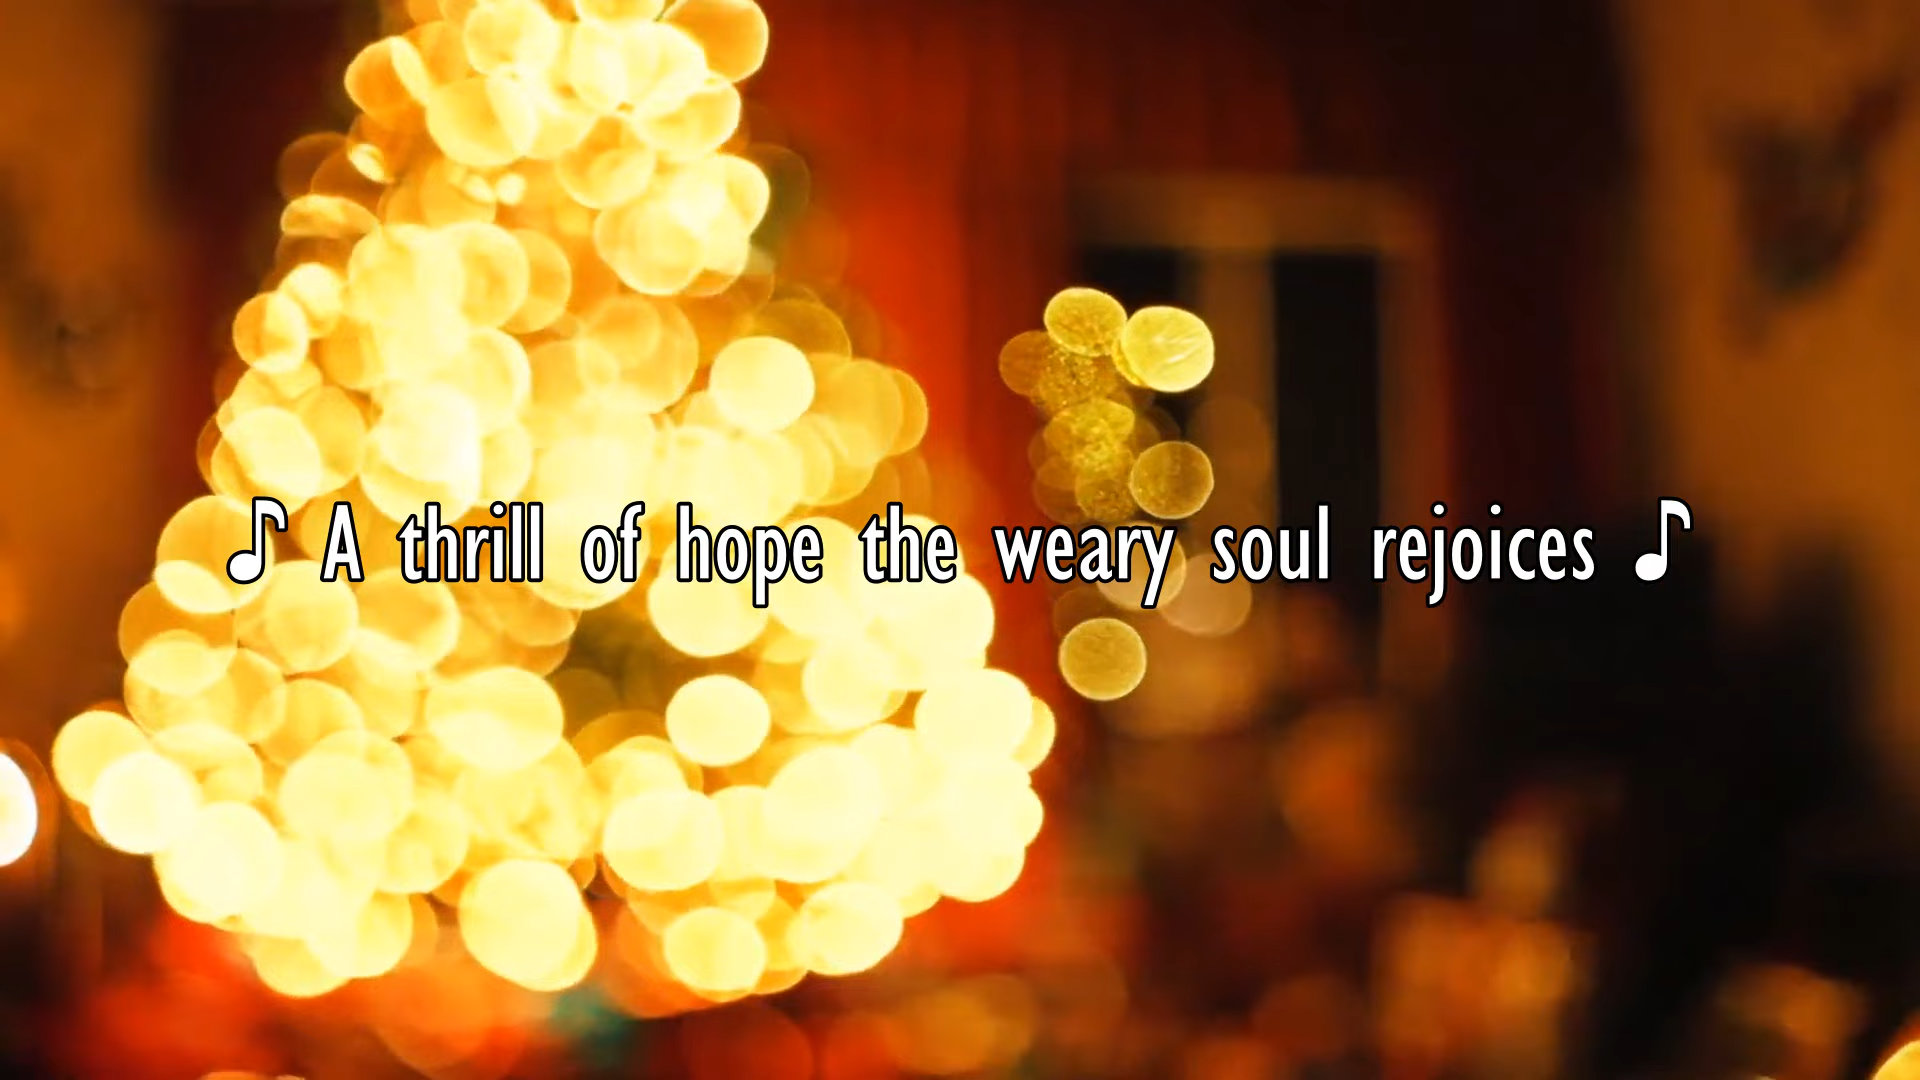 ♪ A thrill of hope the weary soul rejoices ♪